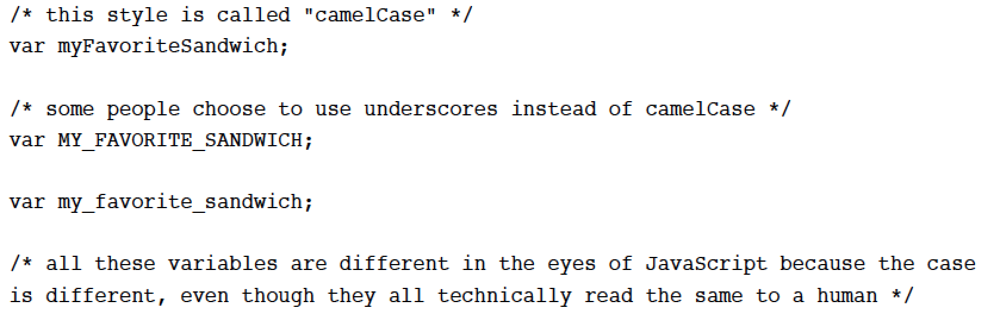 /* this style is called "camelCase" */
var myFavoriteSandwich;
/* some people choose to use underscores instead of camelCase */
var MY_FAVORITE_SANDWICH;
var my_favorite_sandwich;
/* all these variables are different in the eyes of JavaScript because the case
is different, even though they all technically read the same to a human */